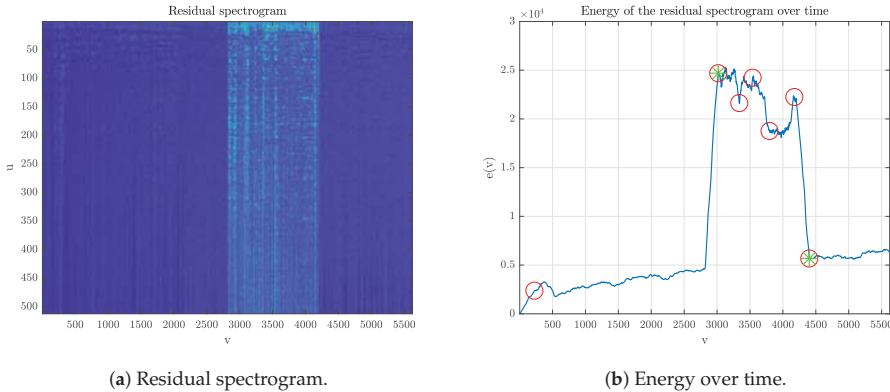 Residual spectrogram
50
100
150
200
250
300
350
400
450
500
u
500 1000 1500 2000 2500 3000 3500 4000 4500 5000 5500
v
(a) Residual spectrogram.
Energy of the residual spectrogram over time
×10⁴
3
2.5
2
1.5
1
0.5
0
e(v)
0 500 1000 1500 2000 2500 3000 3500 4000 4500 5000 5500
v
(b) Energy over time.